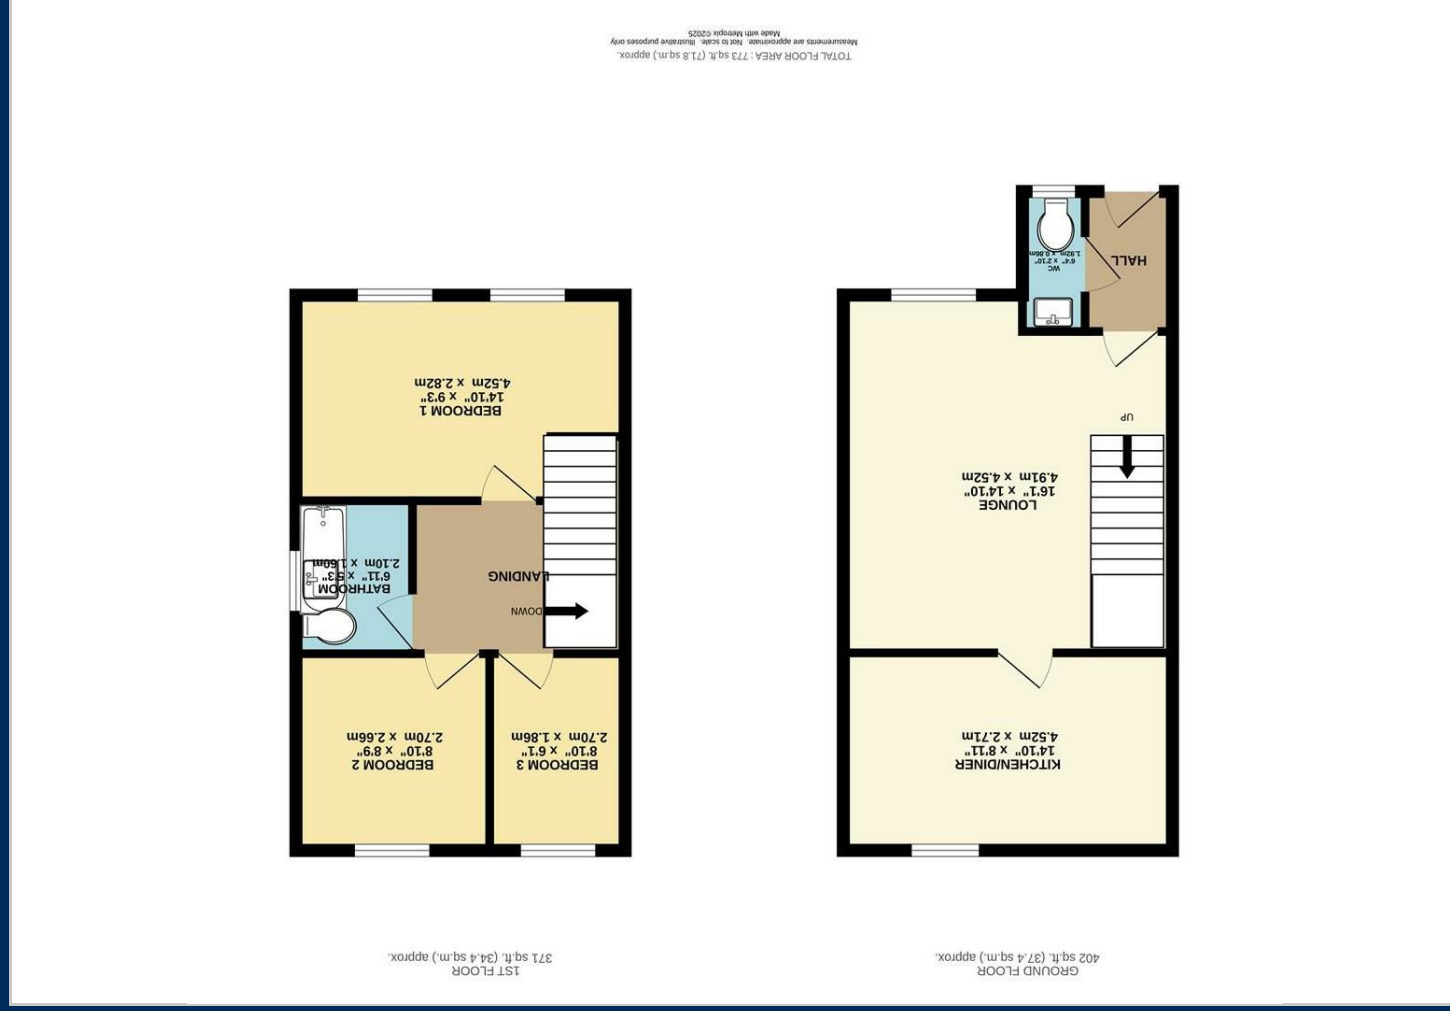 GROUND FLOOR
402 sq.ft. (37.4 sq.m.) approx.
1ST FLOOR
371 sq.ft. (34.4 sq.m.) approx.
KITCHEN/DINER
14'10" x 8'11"
4.52m x 2.71m
LOUNGE
16'1" x 14'10"
4.91m x 4.52m
UP
HALL
WC
6'4" x 2'10"
1.92m x 0.86m
BEDROOM 3
8'10" x 6'1"
2.70m x 1.86m
BEDROOM 2
8'10" x 8'9"
2.70m x 2.66m
DOWN
LANDING
BATHROOM
6'11" x 5'3"
2.10m x 1.60m
BEDROOM 1
14'10" x 9'3"
4.52m x 2.82m
TOTAL FLOOR AREA : 773 sq.ft. (71.8 sq.m.) approx.
Measurements are approximate. Not to scale. Illustrative purposes only
Made with Metropix ©2025